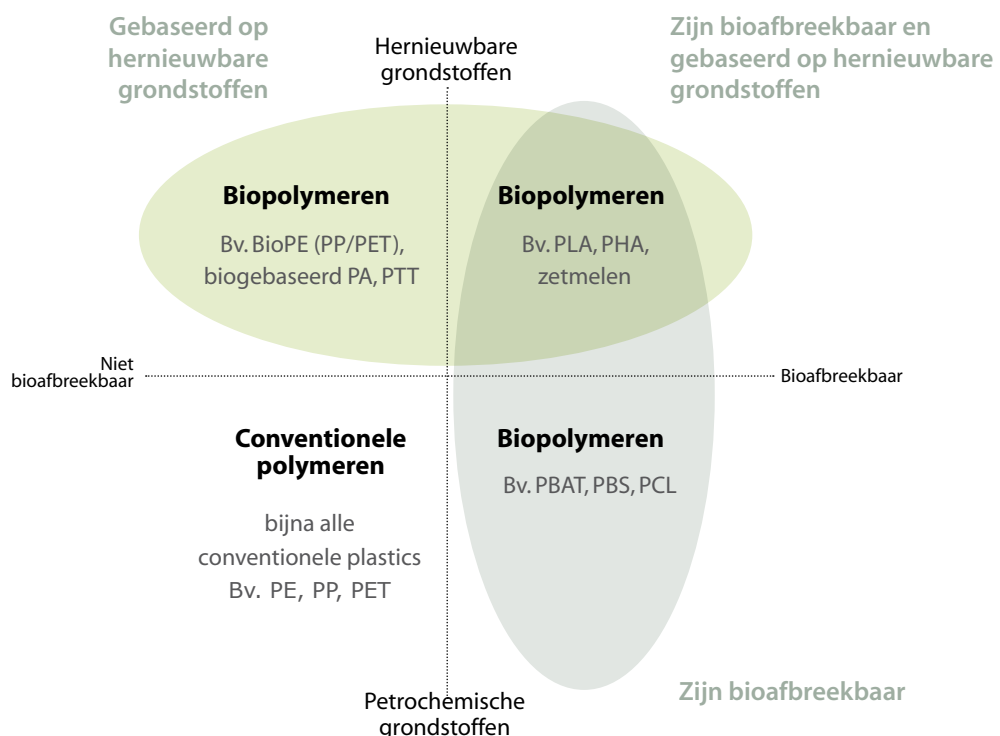 Gebaseerd op
hernieuwbare
grondstoffen
Hernieuwbare
grondstoffen
Zijn bioafbreekbaar en
gebaseerd op hernieuwbare
grondstoffen
Biopolymeren
Bv. BioPE (PP/PET),
biogebaseerd PA, PTT
Biopolymeren
Bv. PLA, PHA,
zetmelen
Niet
bioafbreekbaar
Bioafbreekbaar
Conventionele
polymeren
bijna alle
conventionele plastics
Bv. PE, PP, PET
Biopolymeren
Bv. PBAT, PBS, PCL
Petrochemische
grondstoffen
Zijn bioafbreekbaar